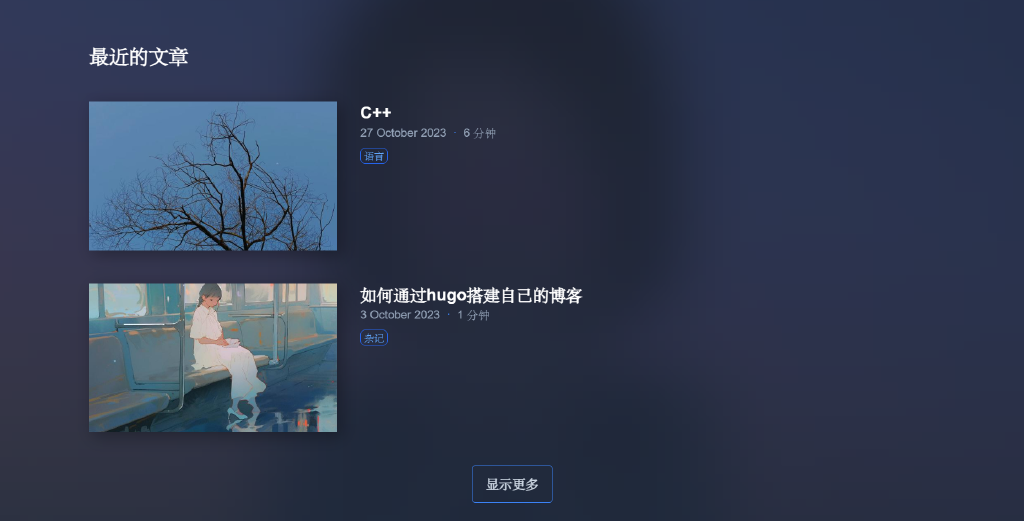 最近的文章
C++
27 October 2023 · 6 分钟
语言
如何通过hugo搭建自己的博客
3 October 2023 · 1 分钟
杂记
显示更多